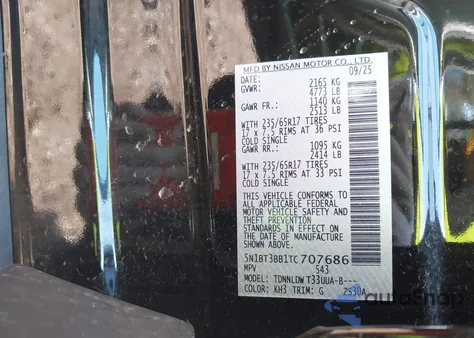 MFD BY NISSAN MOTOR CO., LTD.
DATE: 09/25
GVWR: 2165 KG
4773 LB
GAWR FR.: 1140 KG
2513 LB
WITH 235/65R17 TIRES
17 x 7.5 RIMS AT 36 PSI
COLD SINGLE
GAWR RR.: 1095 KG
2414 LB
WITH 235/65R17 TIRES
17 x 7.5 RIMS AT 33 PSI
COLD SINGLE
THIS VEHICLE CONFORMS TO
ALL APPLICABLE FEDERAL
MOTOR VEHICLE SAFETY AND
THEFT PREVENTION
STANDARDS IN EFFECT ON
THE DATE OF MANUFACTURE
SHOWN ABOVE.
5N1BT3BB1TC707686
MPV 543
MODEL: TDNNLDW T33UUA-B---
COLOR: KH3 TRIM: G ZS30A
autoSnap